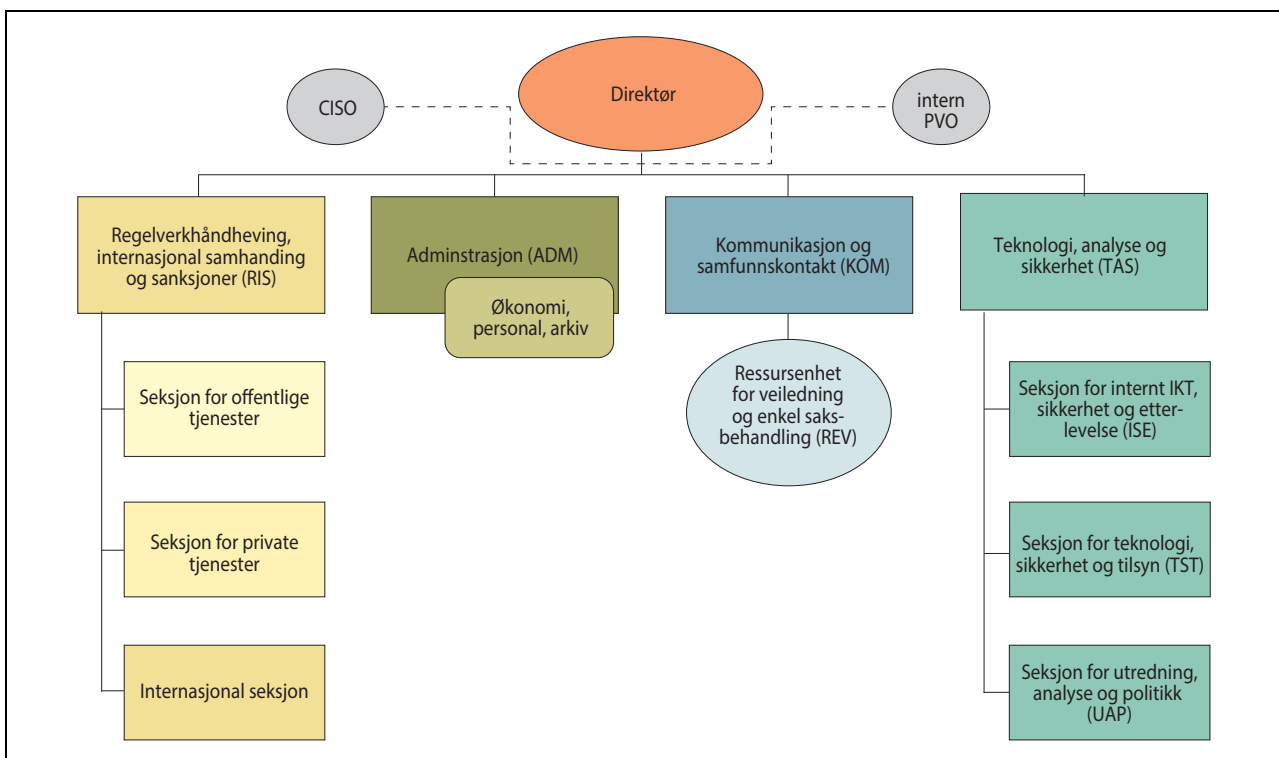 CISO
Direktør
intern
PVO
Regelverkhåndheving,
internasjonal samhanding
og sanksjoner (RIS)
Adminstrasjon (ADM)
Økonomi,
personal, arkiv
Kommunikasjon og
samfunnskontakt (KOM)
Teknologi, analyse og
sikkerhet (TAS)
Seksjon for offentlige
tjenester
Ressursenhet
for veiledning
og enkel saks-
behandling (REV)
Seksjon for internt IKT,
sikkerhet og etter-
levelse (ISE)
Seksjon for private
tjenester
Seksjon for teknologi,
sikkerhet og tilsyn (TST)
Internasjonal seksjon
Seksjon for utredning,
analyse og politikk
(UAP)